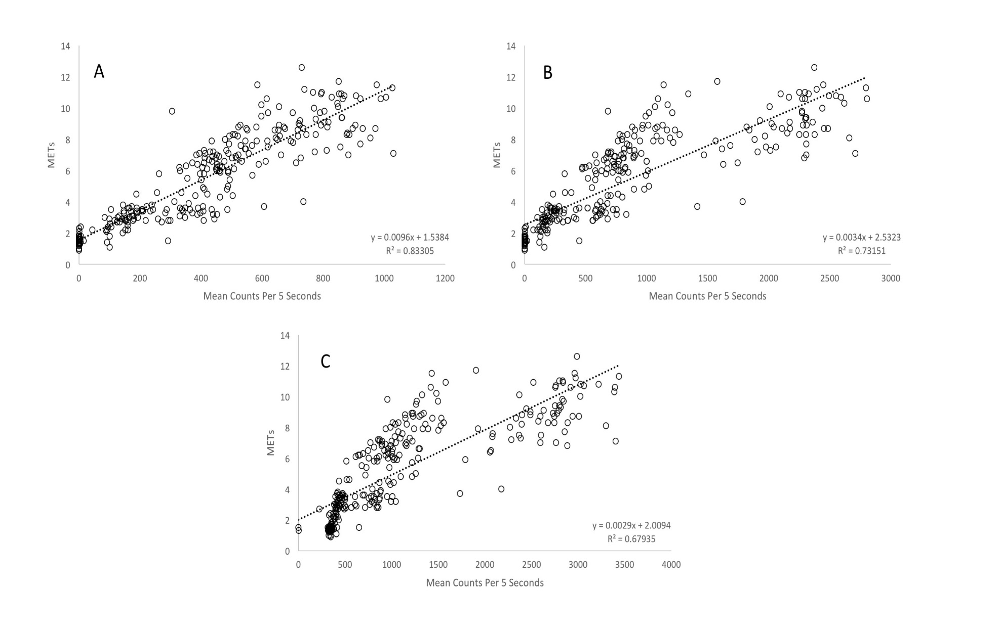 A
14
12
10
8
6
4
2
0
METs
y = 0.0096x + 1.5384
R² = 0.83305
0 200 400 600 800 1000 1200
Mean Counts Per 5 Seconds
B
14
12
10
8
6
4
2
0
METs
y = 0.0034x + 2.5323
R² = 0.73151
0 500 1000 1500 2000 2500 3000
Mean Counts Per 5 Seconds
C
14
12
10
8
6
4
2
0
METs
y = 0.0029x + 2.0094
R² = 0.67935
0 500 1000 1500 2000 2500 3000 3500 4000
Mean Counts Per 5 Seconds